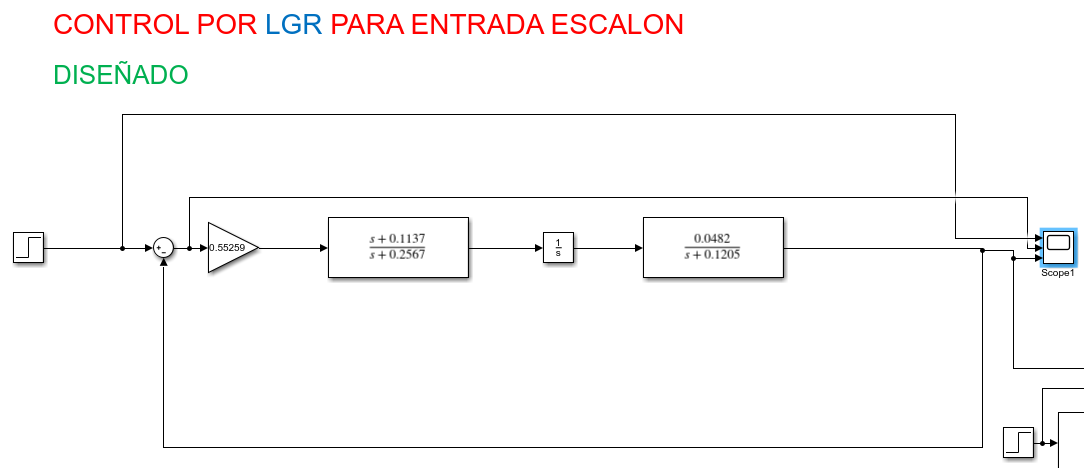 CONTROL POR LGR PARA ENTRADA ESCALON
DISEÑADO
+
-
0.55259
s + 0.1137
s + 0.2567
1
s
0.0482
s + 0.1205
Scope1